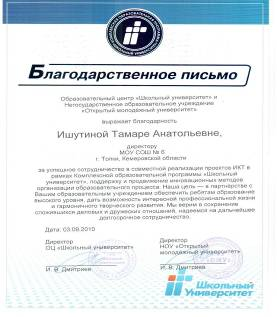 Благодарственное письмо
Образовательный центр «Школьный университет» и
Негосударственное образовательное учреждение
«Открытый молодежный университет»
выражает благодарность
Ишутиной Тамаре Анатольевне,
директору
МОУ СОШ № 6
г. Топки, Кемеровской области
за успешное сотрудничество в совместной реализации проектов ИКТ в
рамках Комплексной образовательной программы «Школьный
университет», поддержку и продвижение инновационных методов
организации образовательного процесса. Наша цель — в партнерстве с
Вашим образовательным учреждением обеспечить ребятам образование
высокого уровня, дать возможность интересной профессиональной жизни
и гармоничного творческого развития. Мы верим в сохранение
сложившихся деловых и дружеских отношений, надеемся на дальнейшее
долгосрочное сотрудничество.
Дата: 03.09.2010
Директор
ОЦ «Школьный университет»
И. В. Дмитриев
Директор
НОУ «Открытый
молодежный университет»
И. В. Дмитриев
Школьный
Университет